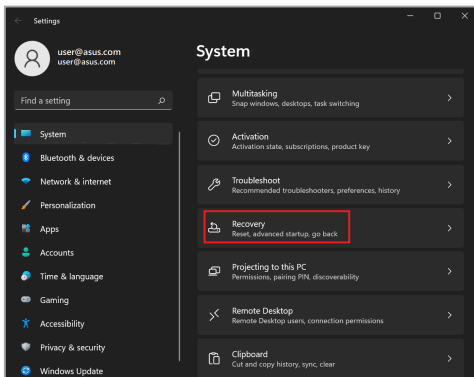 Settings
user@asus.com
user@asus.com
Find a setting
System
Bluetooth & devices
Network & internet
Personalization
Apps
Accounts
Time & language
Gaming
Accessibility
Privacy & security
Windows Update
System
Multitasking
Snap windows, desktops, task switching
Activation
Activation state, subscriptions, product key
Troubleshoot
Recommended troubleshooters, preferences, history
Recovery
Reset, advanced startup, go back
Projecting to this PC
Permissions, pairing PIN, discoverability
Remote Desktop
Remote Desktop users, connection permissions
Clipboard
Cut and copy history, sync, clear